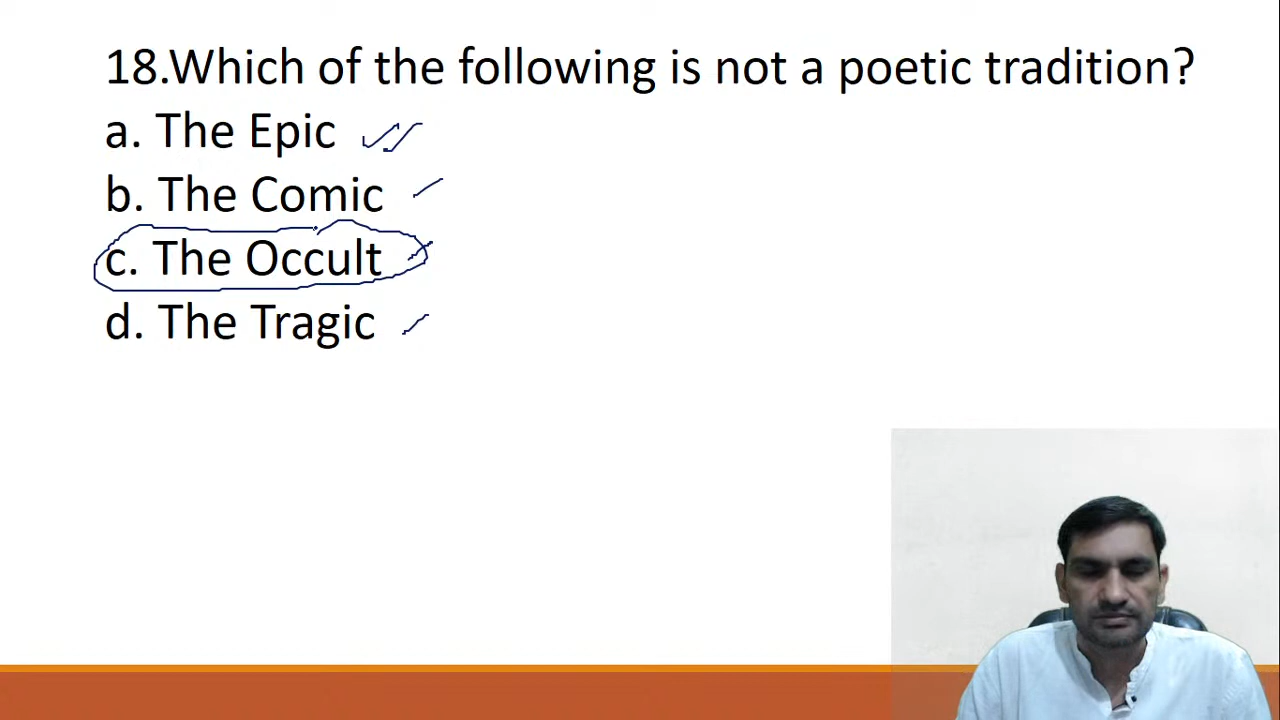 18.Which of the following is not a poetic tradition?
a. The Epic
b. The Comic
c. The Occult
d. The Tragic